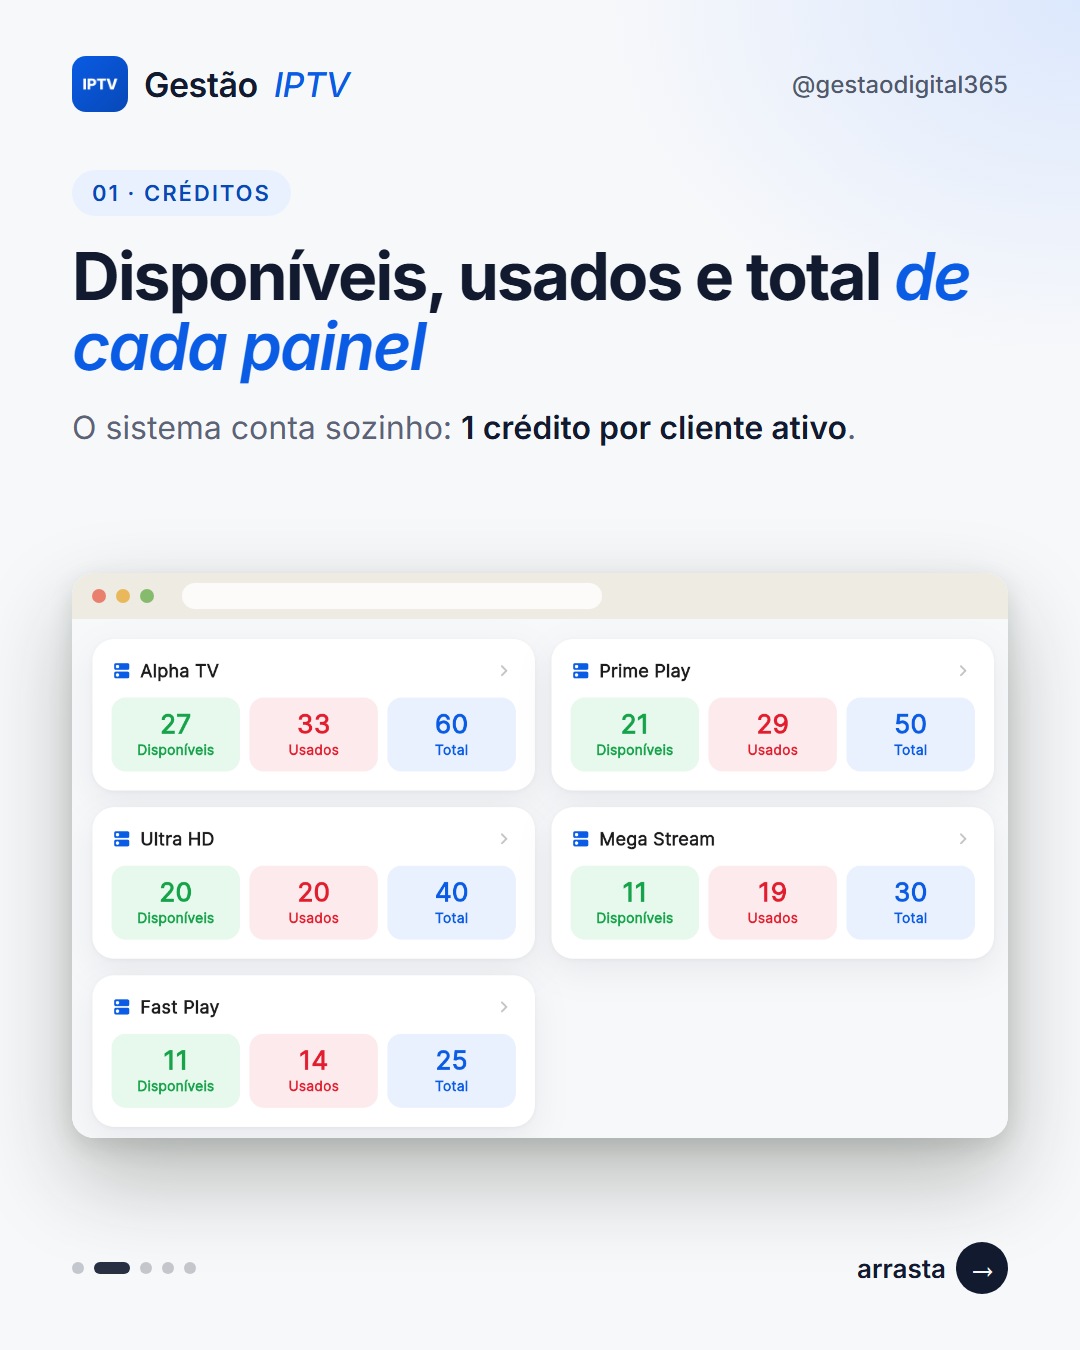 IPTV
Gestão IPTV
@gestaodigital365
01 · CRÉDITOS
Disponíveis, usados e total de
cada painel
O sistema conta sozinho: 1 crédito por cliente ativo.
Alpha TV
27 33 60
Disponíveis Usados Total
Prime Play
21 29 50
Disponíveis Usados Total
Ultra HD
20 20 40
Disponíveis Usados Total
Mega Stream
11 19 30
Disponíveis Usados Total
Fast Play
11 14 25
Disponíveis Usados Total
arrasta →